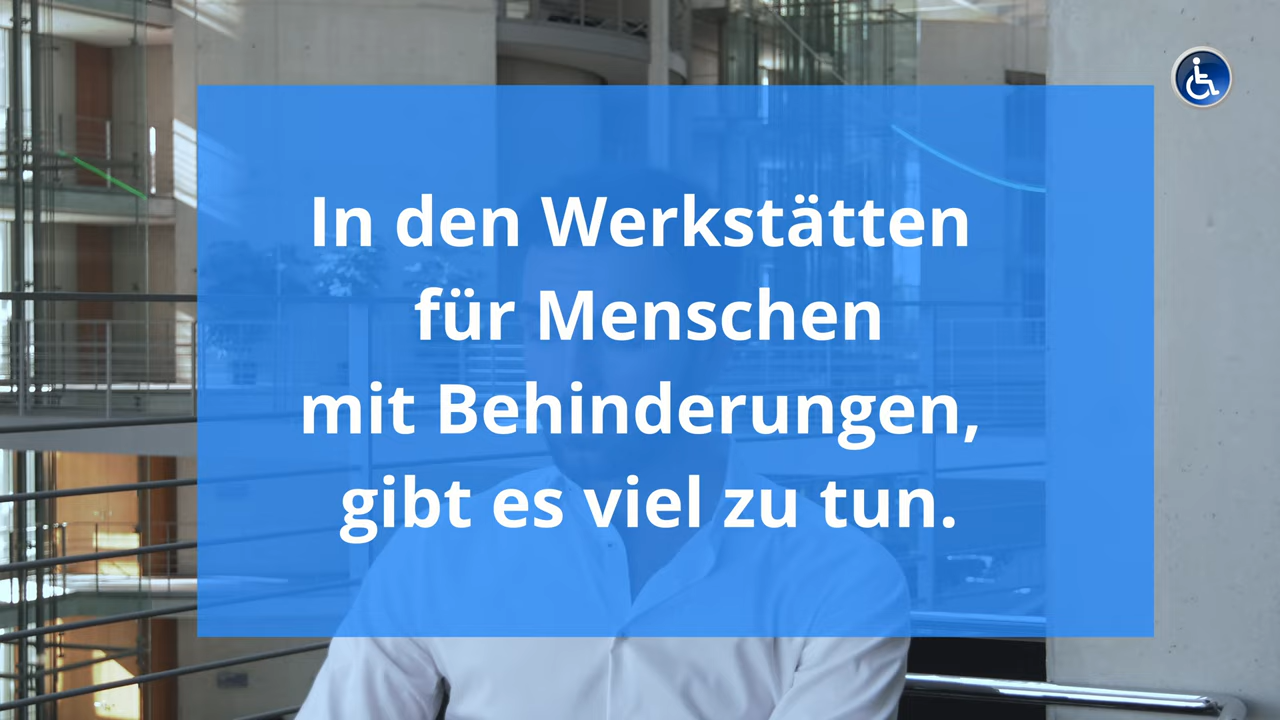 In den Werkstätten
für Menschen
mit Behinderungen,
gibt es viel zu tun.